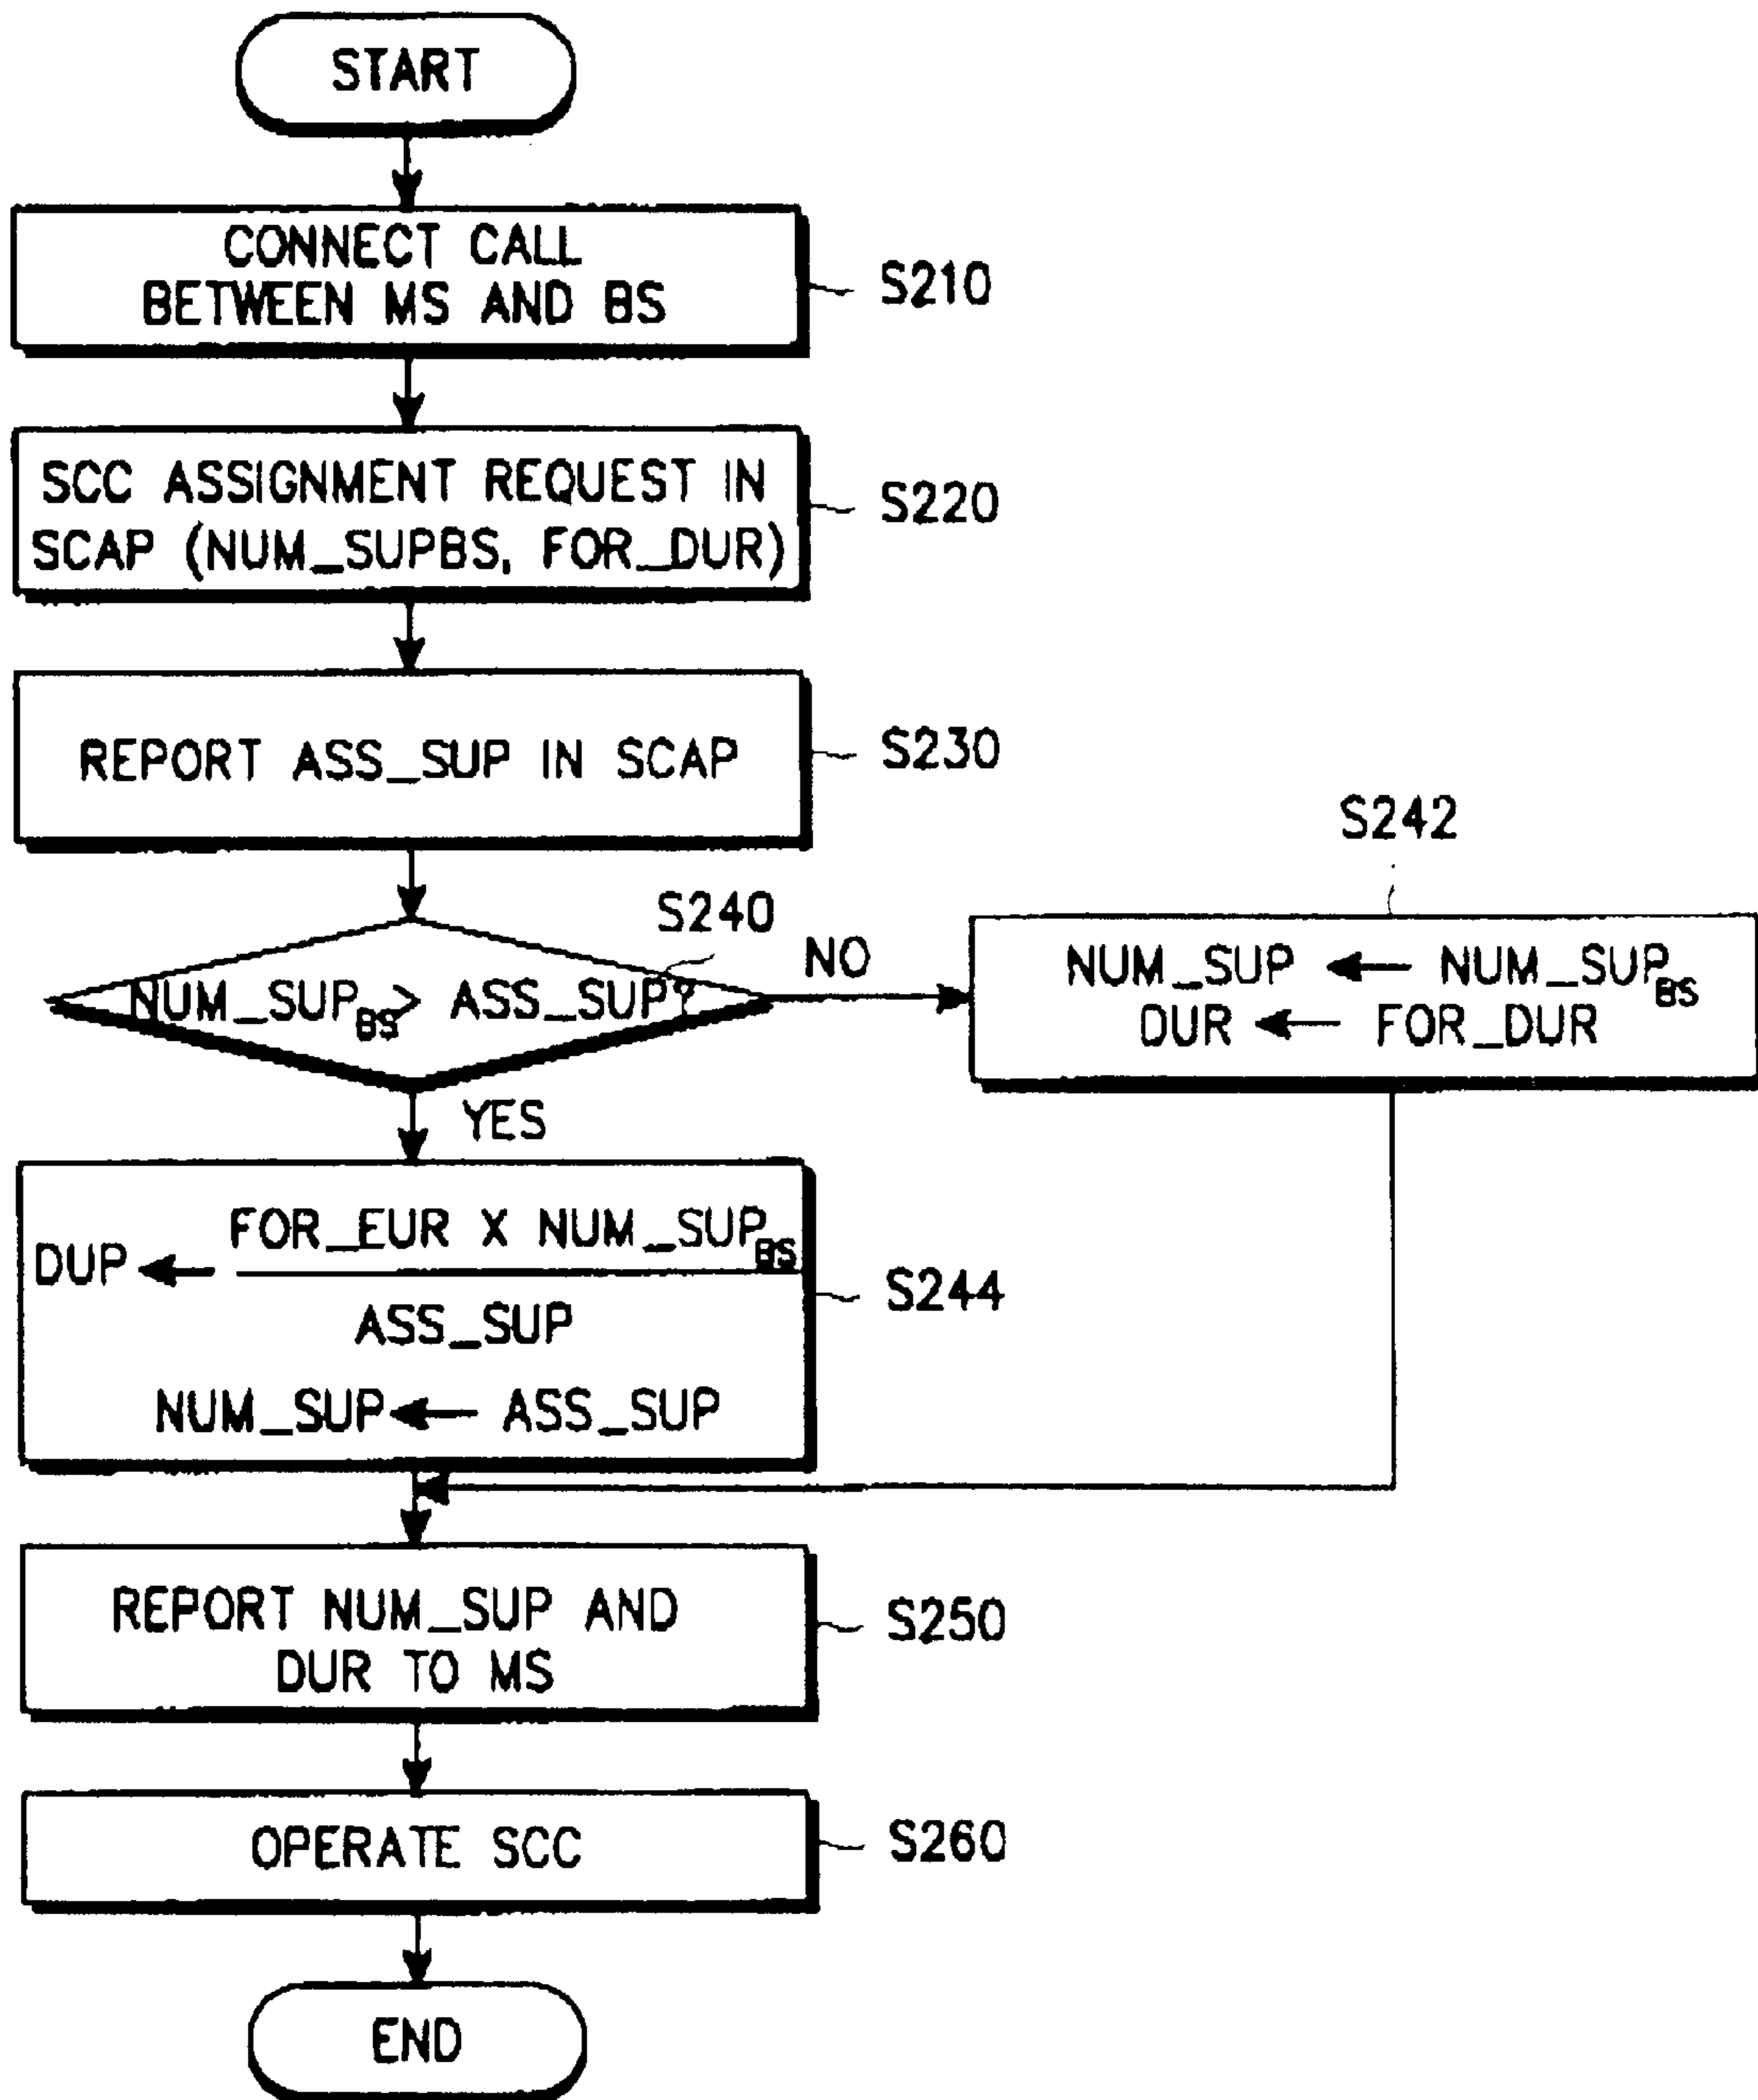 START
CONNECT CALL
BETWEEN MS AND BS
S210
SCC ASSIGNMENT REQUEST IN
SCAP (NUM_SUPBS, FOR_DUR)
S220
REPORT ASS_SUP IN SCAP
S230
S240
NUM_SUPBS> ASS_SUP?
NO
YES
S242
NUM_SUP ← NUM_SUPBS
DUR ← FOR_DUR
FOR_EUR X NUM_SUPBS
DUP ←
ASS_SUP
NUM_SUP ← ASS_SUP
S244
REPORT NUM_SUP AND
DUR TO MS
S250
OPERATE SCC
S260
END